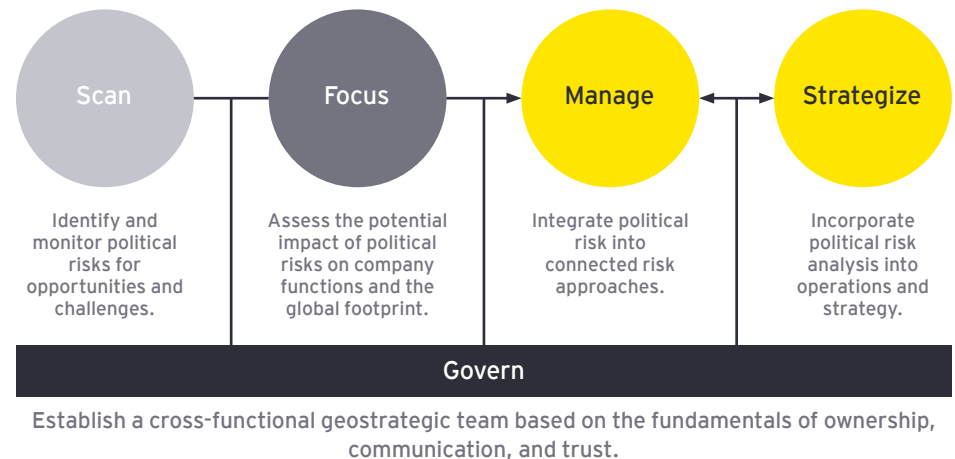 Scan
Focus
Manage
Strategize
Identify and
monitor political
risks for
opportunities and
challenges.
Assess the potential
impact of political
risks on company
functions and the
global footprint.
Integrate political
risk into
connected risk
approaches.
Incorporate
political risk
analysis into
operations and
strategy.
Govern
Establish a cross-functional geostrategic team based on the fundamentals of ownership,
communication, and trust.